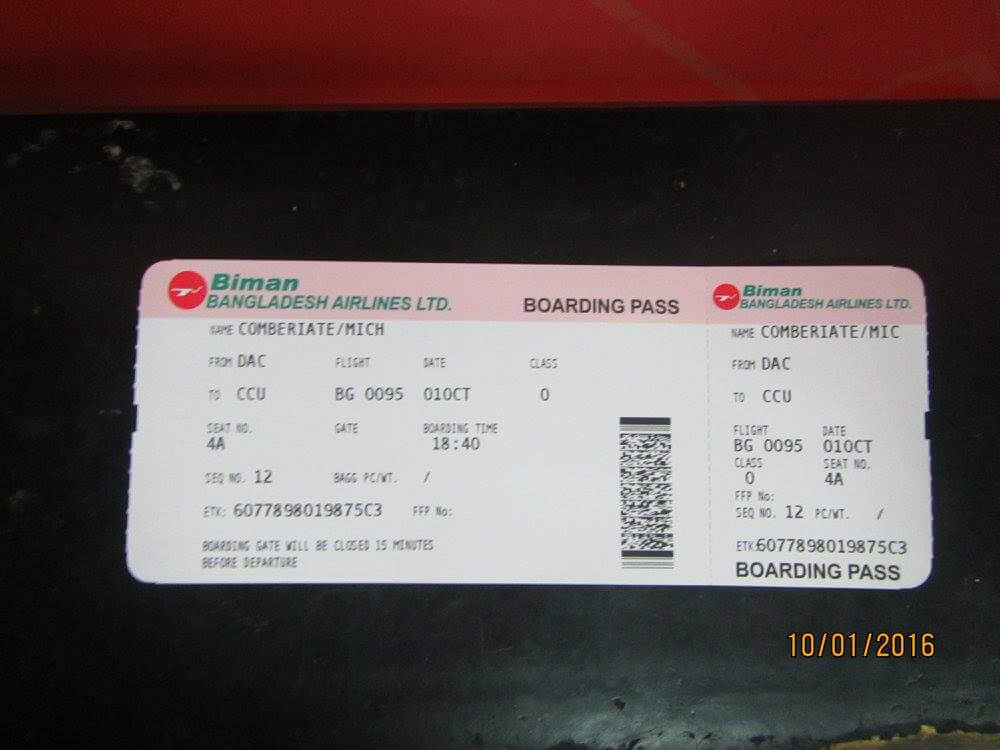 Biman
BANGLADESH AIRLINES LTD.
BOARDING PASS
NAME COMBERIATE/MICH
FROM DAC FLIGHT DATE CLASS
TO CCU BG 0095 01OCT O
SEAT NO. GATE BOARDING TIME
4A 18:40
SEQ NO. 12 BAGG PC/WT. /
ETK: 6077898019875C3 FFP No:
BOARDING GATE WILL BE CLOSED 15 MINUTES
BEFORE DEPARTURE
Biman
BANGLADESH AIRLINES LTD.
NAME COMBERIATE/MIC
FROM DAC
TO CCU
FLIGHT DATE
BG 0095 01OCT
CLASS SEAT NO.
O 4A
FFP No:
SEQ NO. 12 PC/WT. /
ETK:6077898019875C3
BOARDING PASS
10/01/2016